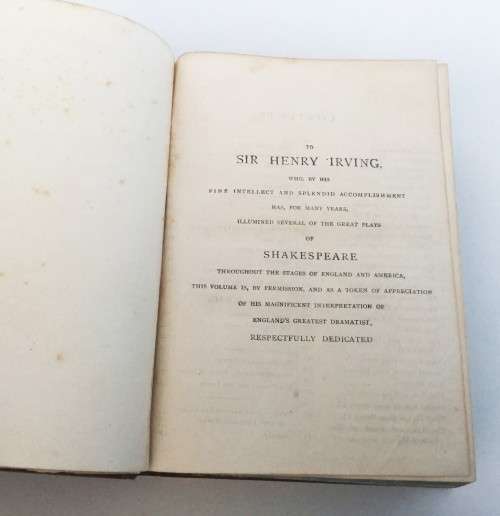 TO
SIR HENRY IRVING,
WHO, BY HIS
FINE INTELLECT AND SPLENDID ACCOMPLISHMENT
HAS, FOR MANY YEARS,
ILLUMINED SEVERAL OF THE GREAT PLAYS
OF
SHAKESPEARE
THROUGHOUT THE STAGES OF ENGLAND AND AMERICA,
THIS VOLUME IS, BY PERMISSION, AND AS A TOKEN OF APPRECIATION
OF HIS MAGNIFICENT INTERPRETATION OF
ENGLAND'S GREATEST DRAMATIST,
RESPECTFULLY DEDICATED